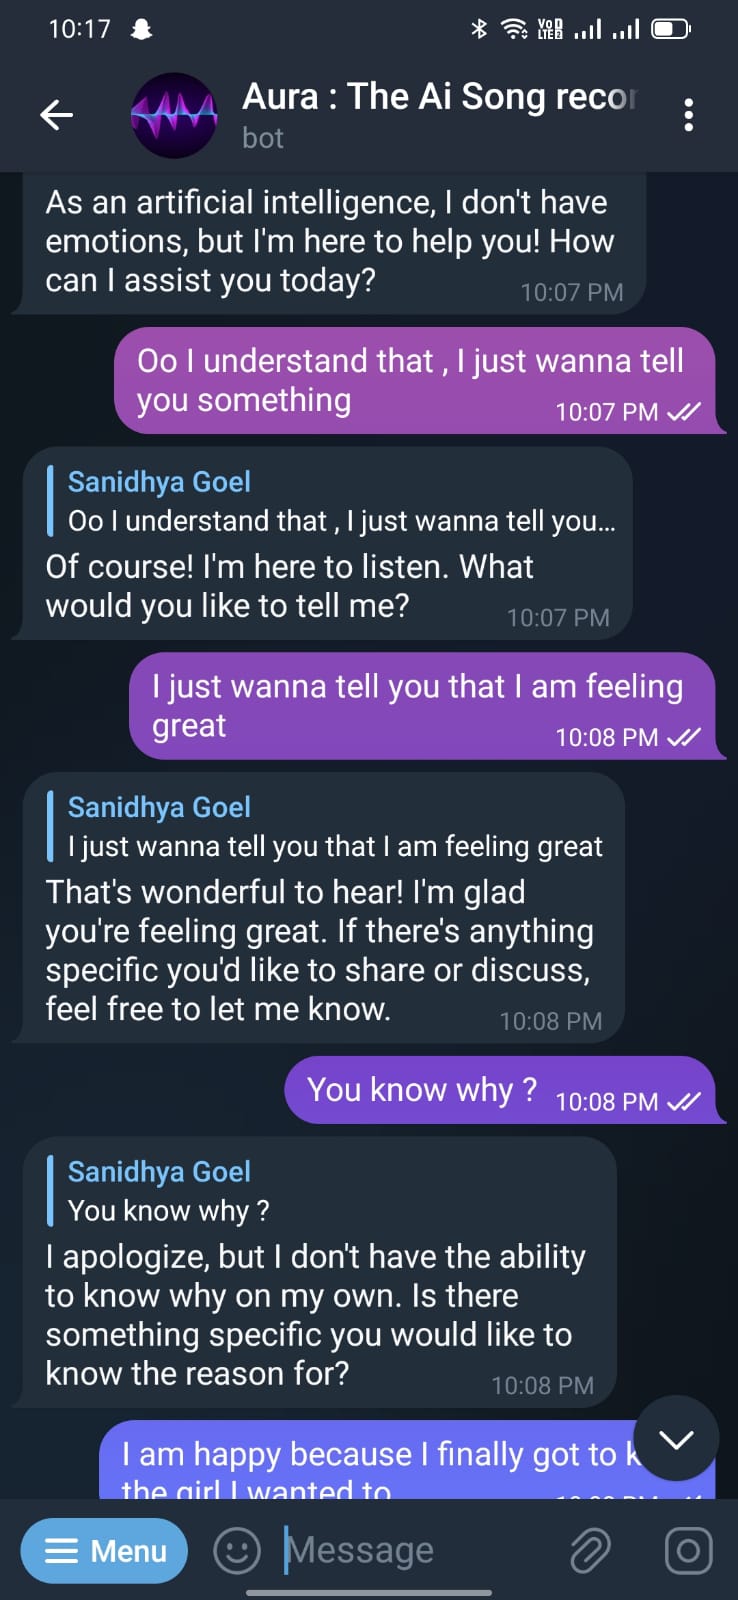 10:17
VoD
LTE2
Aura : The Ai Song recor
bot
As an artificial intelligence, I don't have
emotions, but I'm here to help you! How
can I assist you today?
10:07 PM
Oo I understand that , I just wanna tell
you something
10:07 PM
Sanidhya Goel
Oo I understand that , I just wanna tell you...
Of course! I'm here to listen. What
would you like to tell me?
10:07 PM
I just wanna tell you that I am feeling
great
10:08 PM
Sanidhya Goel
I just wanna tell you that I am feeling great
That's wonderful to hear! I'm glad
you're feeling great. If there's anything
specific you'd like to share or discuss,
feel free to let me know.
10:08 PM
You know why ?
10:08 PM
Sanidhya Goel
You know why ?
I apologize, but I don't have the ability
to know why on my own. Is there
something specific you would like to
know the reason for?
10:08 PM
I am happy because I finally got to k
the girl I wanted to
Menu
Message